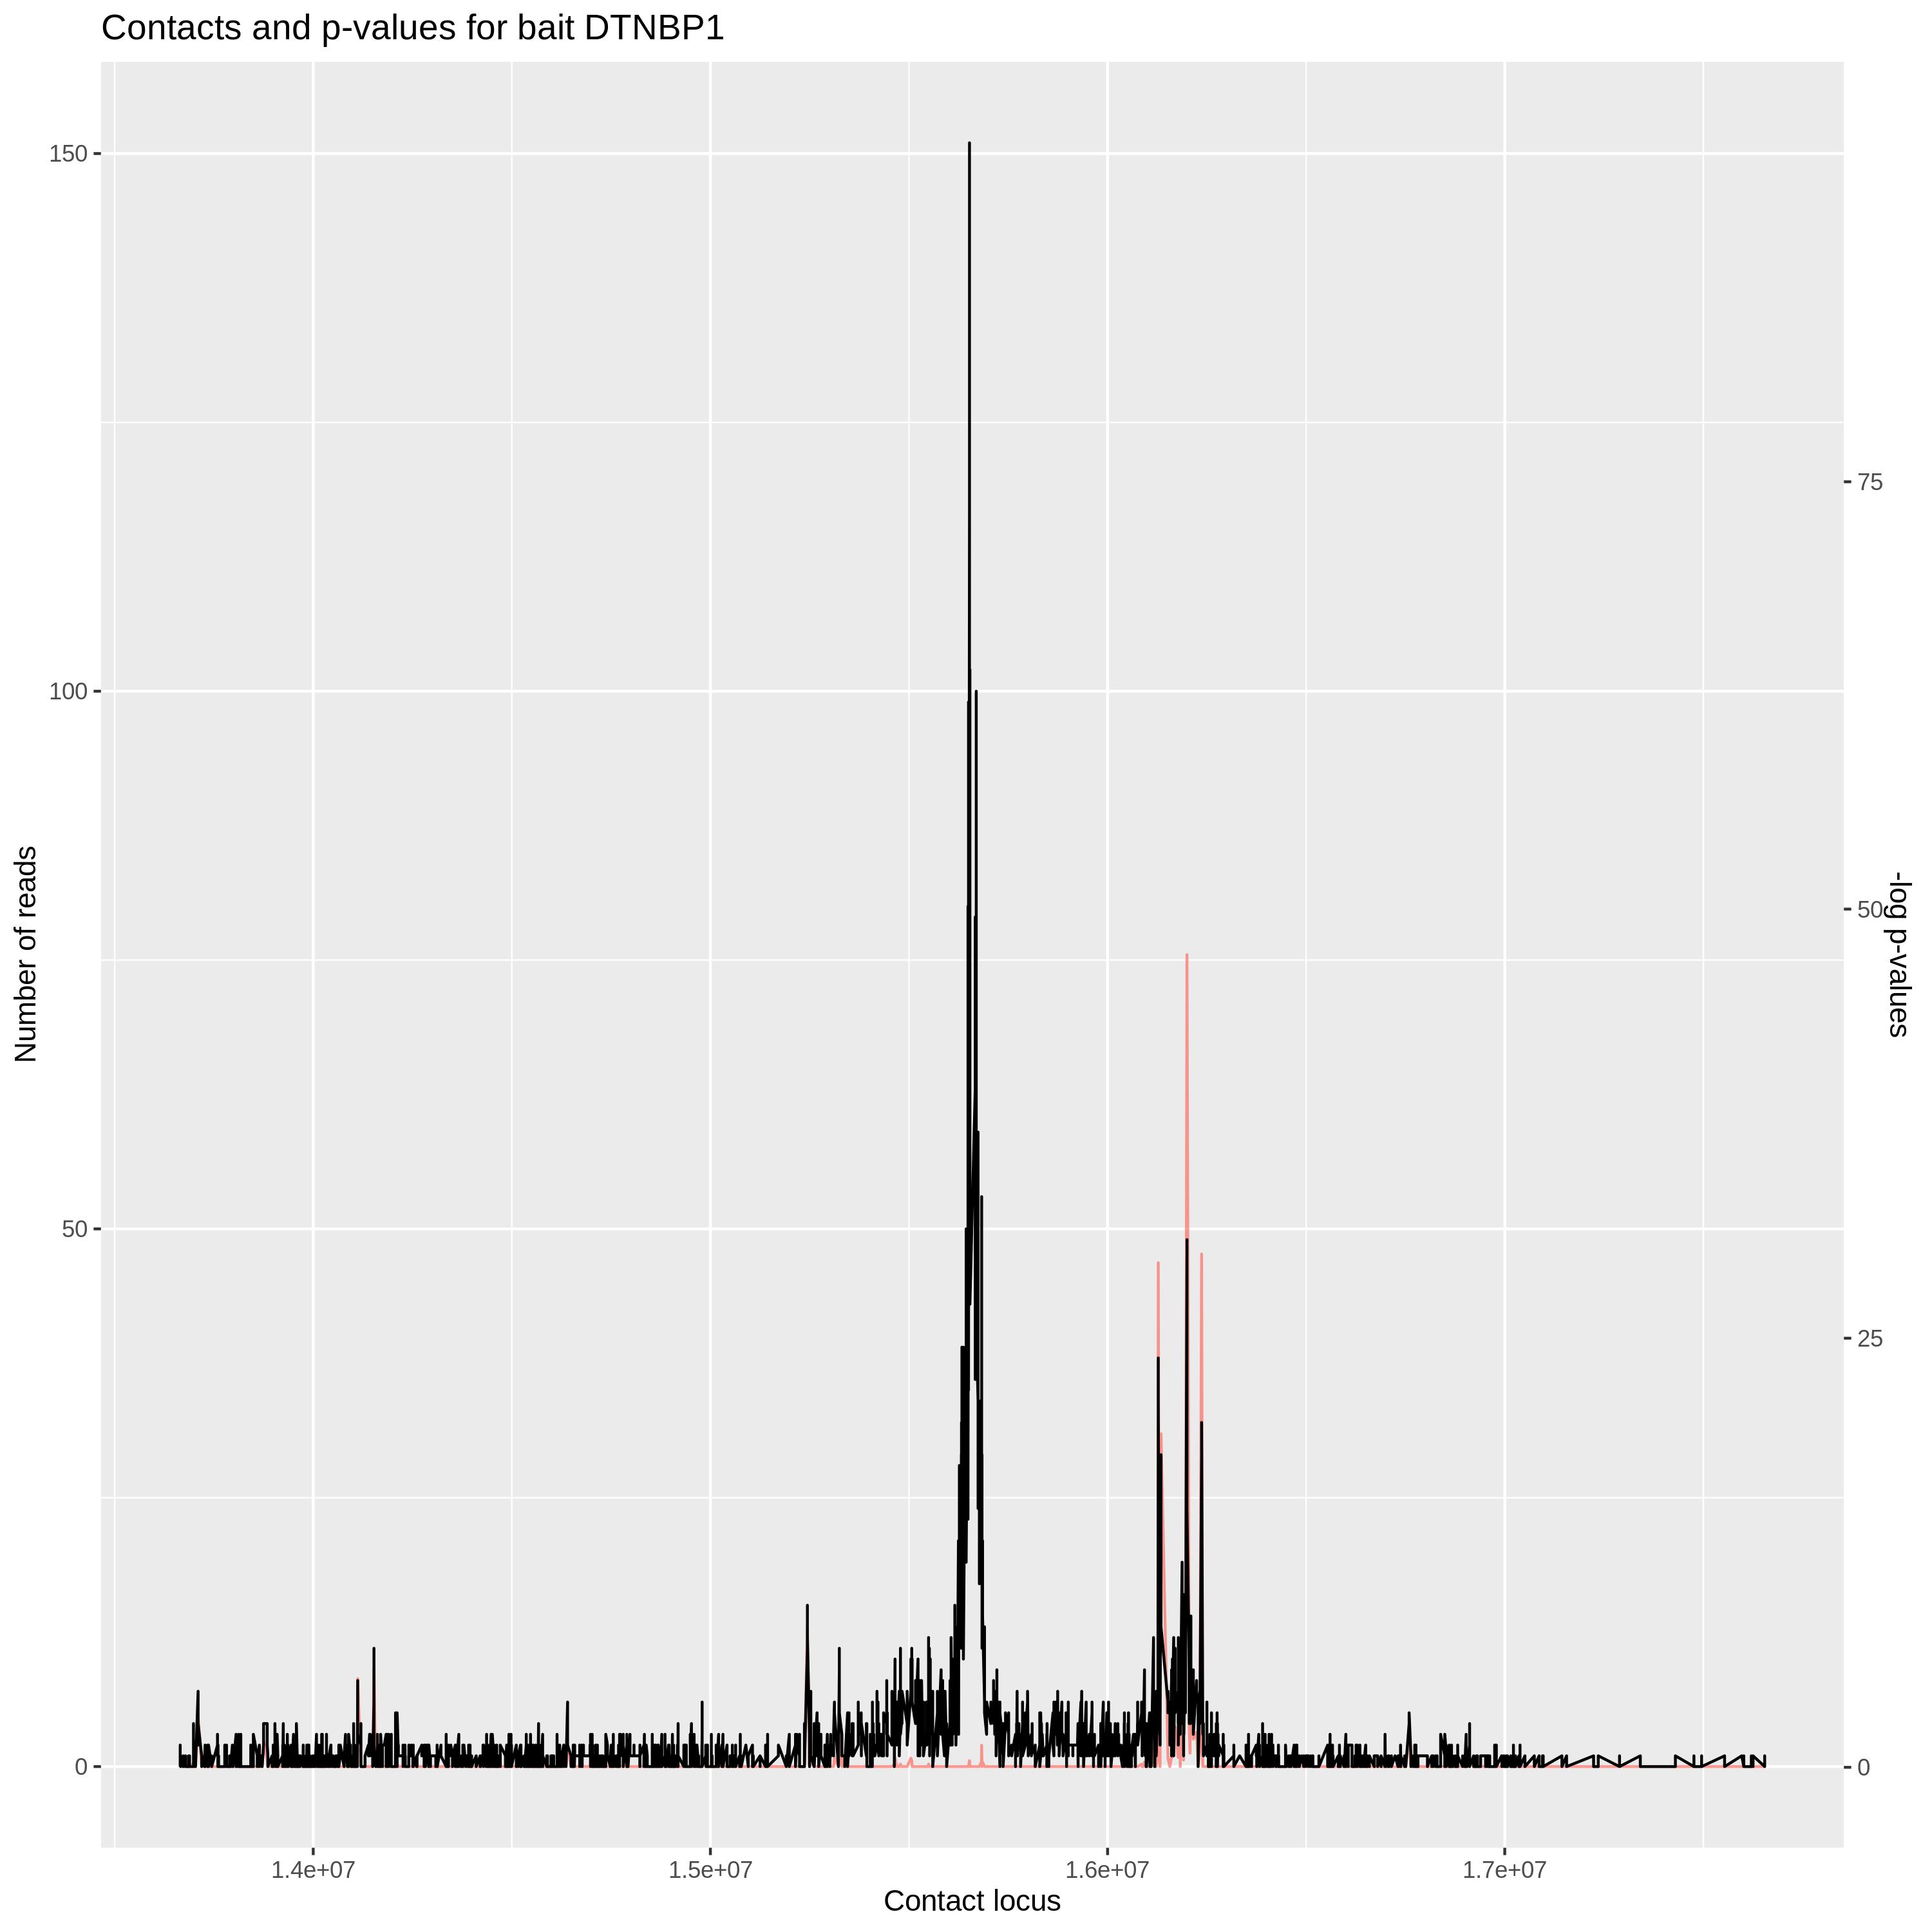 Contacts and p-values for bait DTNBP1
150
100
50
0
Number of reads
75
50
25
0
-log p-values
1.4e+07
1.5e+07
1.6e+07
1.7e+07
Contact locus